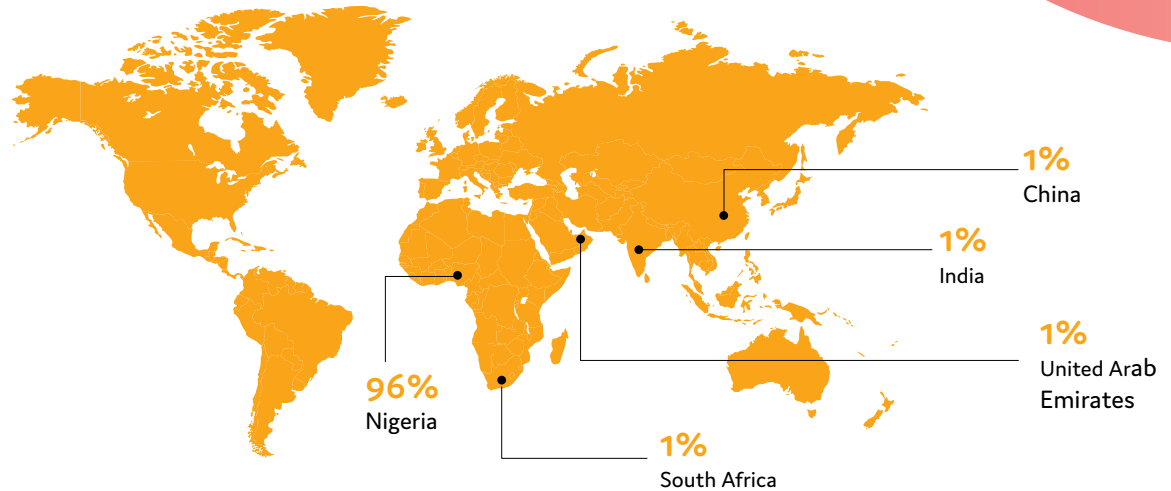 1%
China
1%
India
1%
United Arab
Emirates
96%
Nigeria
1%
South Africa